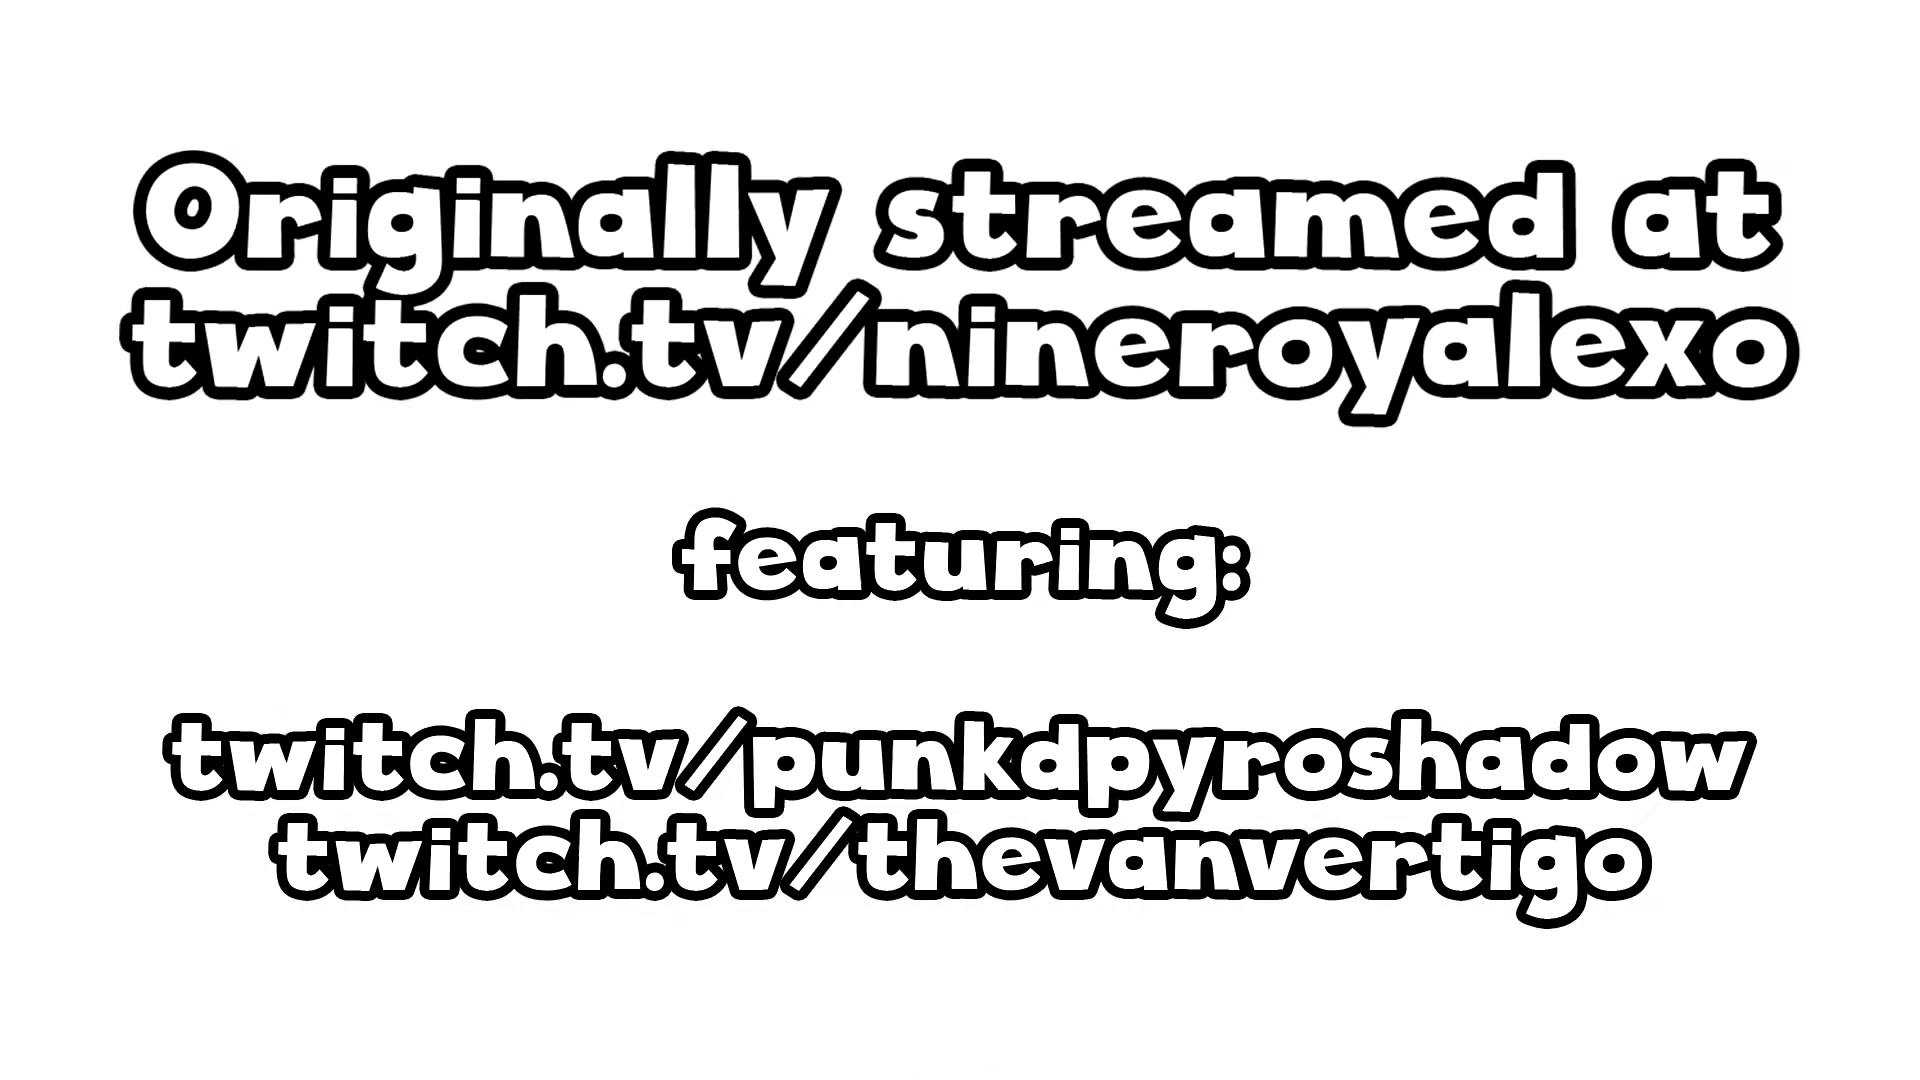 Originally streamed at
twitch.tv/nineroyalexo
featuring:
twitch.tv/punkdpyroshadow
twitch.tv/thevanvertigo